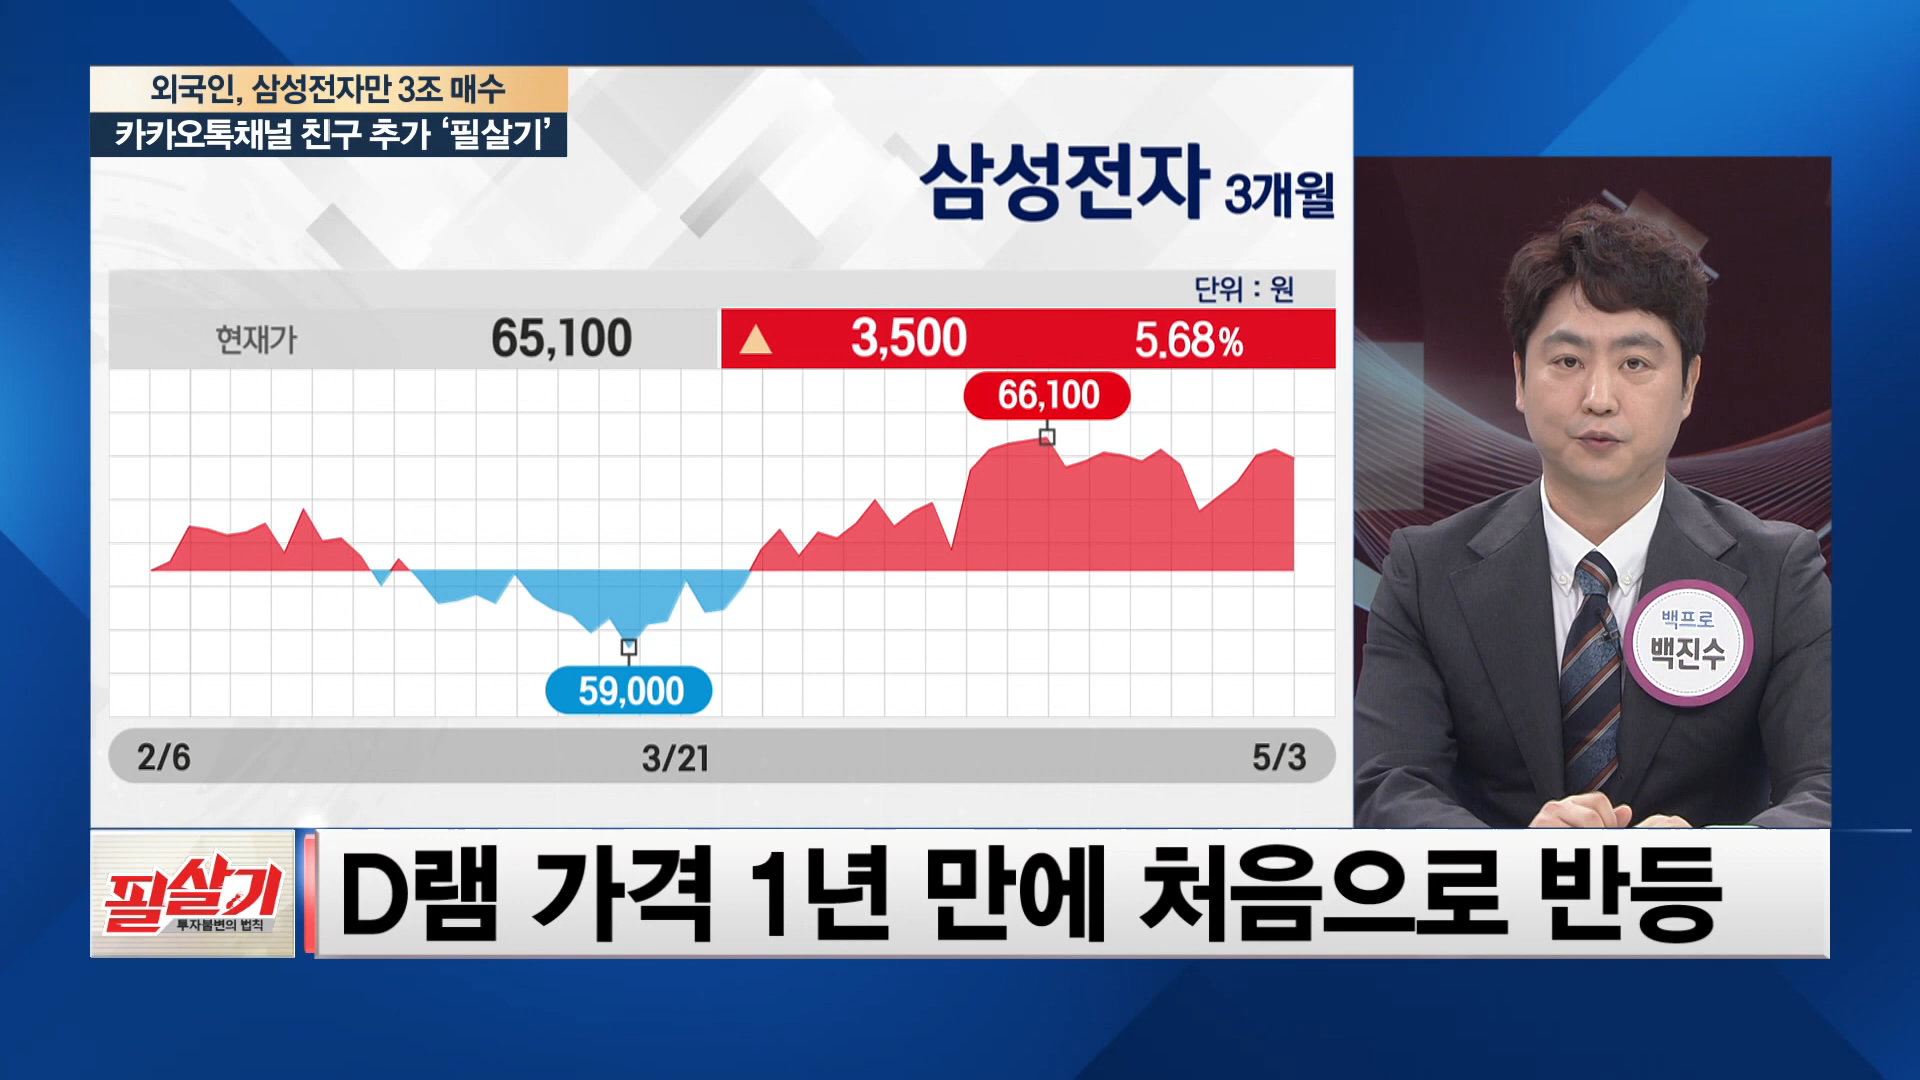 외국인, 삼성전자만 3조 매수
카카오톡채널 친구 추가 ‘필살기’
삼성전자 3개월
단위 : 원
현재가 65,100 ▲ 3,500 5.68%
66,100
59,000
2/6 3/21 5/3
백프로
백진수
필살기
투자불변의 법칙
D램 가격 1년 만에 처음으로 반등